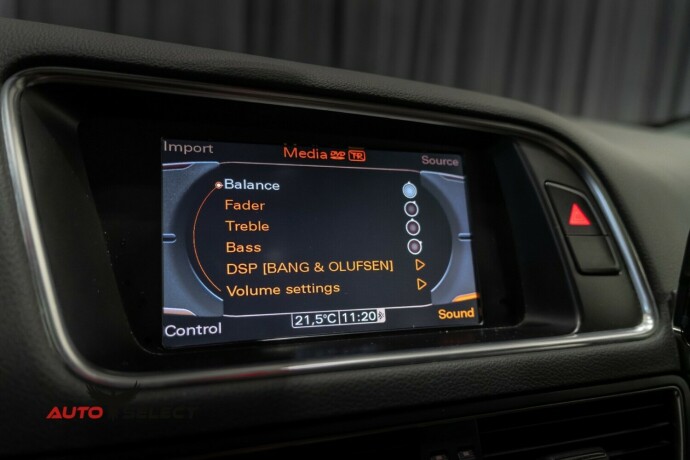 Import
Media DVD TP
Source
Balance
Fader
Treble
Bass
DSP [BANG & OLUFSEN]
Volume settings
21,5°C 11:20
Control
Sound
AUTO SELECT